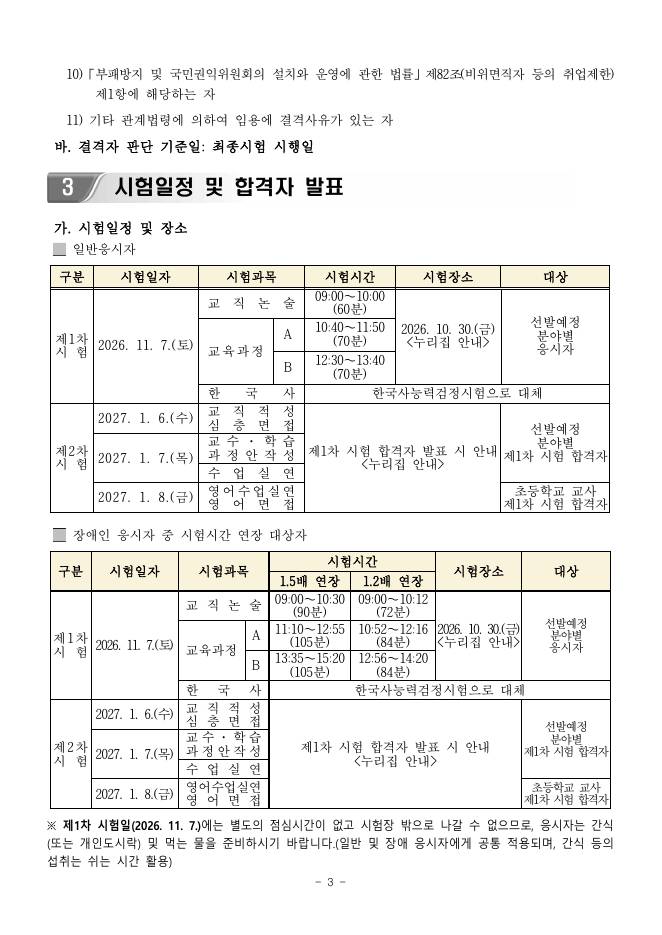 10)「부패방지 및 국민권익위원회의 설치와 운영에 관한 법률」제82조(비위면직자 등의 취업제한)
제1항에 해당하는 자
11) 기타 관계법령에 의하여 임용에 결격사유가 있는 자
바. 결격자 판단 기준일: 최종시험 시행일
3 시험일정 및 합격자 발표
가. 시험일정 및 장소
일반응시자
구분 시험일자 시험과목 시험시간 시험장소 대상
제1차
시 험
2026. 11. 7.(토)
교 직 논 술
09:00～10:00
(60분)
교육과정
A
10:40～11:50
(70분)
B
12:30～13:40
(70분)
2026. 10. 30.(금)
<누리집 안내>
선발예정
분야별
응시자
한 국 사 한국사능력검정시험으로 대체
제2차
시 험
2027. 1. 6.(수)
교 직 적 성
심 층 면 접
2027. 1. 7.(목)
교 수 · 학 습
과 정 안 작 성
수 업 실 연
2027. 1. 8.(금)
영어수업실연
영 어 면 접
제1차 시험 합격자 발표 시 안내
<누리집 안내>
선발예정
분야별
제1차 시험 합격자
초등학교 교사
제1차 시험 합격자
장애인 응시자 중 시험시간 연장 대상자
구분 시험일자 시험과목 시험시간 시험장소 대상
1.5배 연장 1.2배 연장
제1차
시 험
2026. 11. 7.(토)
교 직 논 술
09:00～10:30
(90분)
09:00～10:12
(72분)
교육과정
A
11:10～12:55
(105분)
10:52～12:16
(84분)
B
13:35～15:20
(105분)
12:56～14:20
(84분)
2026. 10. 30.(금)
<누리집 안내>
선발예정
분야별
응시자
한 국 사 한국사능력검정시험으로 대체
제2차
시 험
2027. 1. 6.(수)
교 직 적 성
심 층 면 접
2027. 1. 7.(목)
교 수 · 학 습
과 정 안 작 성
수 업 실 연
2027. 1. 8.(금)
영어수업실연
영 어 면 접
제1차 시험 합격자 발표 시 안내
<누리집 안내>
선발예정
분야별
제1차 시험 합격자
초등학교 교사
제1차 시험 합격자
※ 제1차 시험일(2026. 11. 7.)에는 별도의 점심시간이 없고 시험장 밖으로 나갈 수 없으므로, 응시자는 간식
(또는 개인도시락) 및 먹는 물을 준비하시기 바랍니다.(일반 및 장애 응시자에게 공통 적용되며, 간식 등의
섭취는 쉬는 시간 활용)
- 3 -